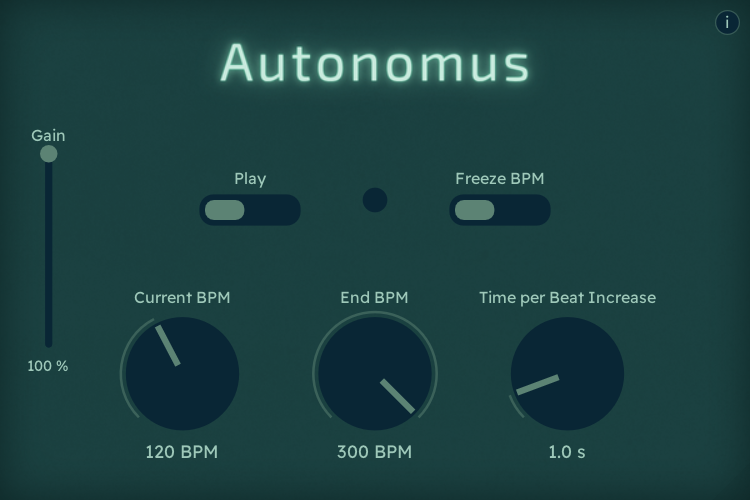 i
Autonomus
Gain
Play
Freeze BPM
Current BPM
End BPM
Time per Beat Increase
100 %
120 BPM
300 BPM
1.0 s